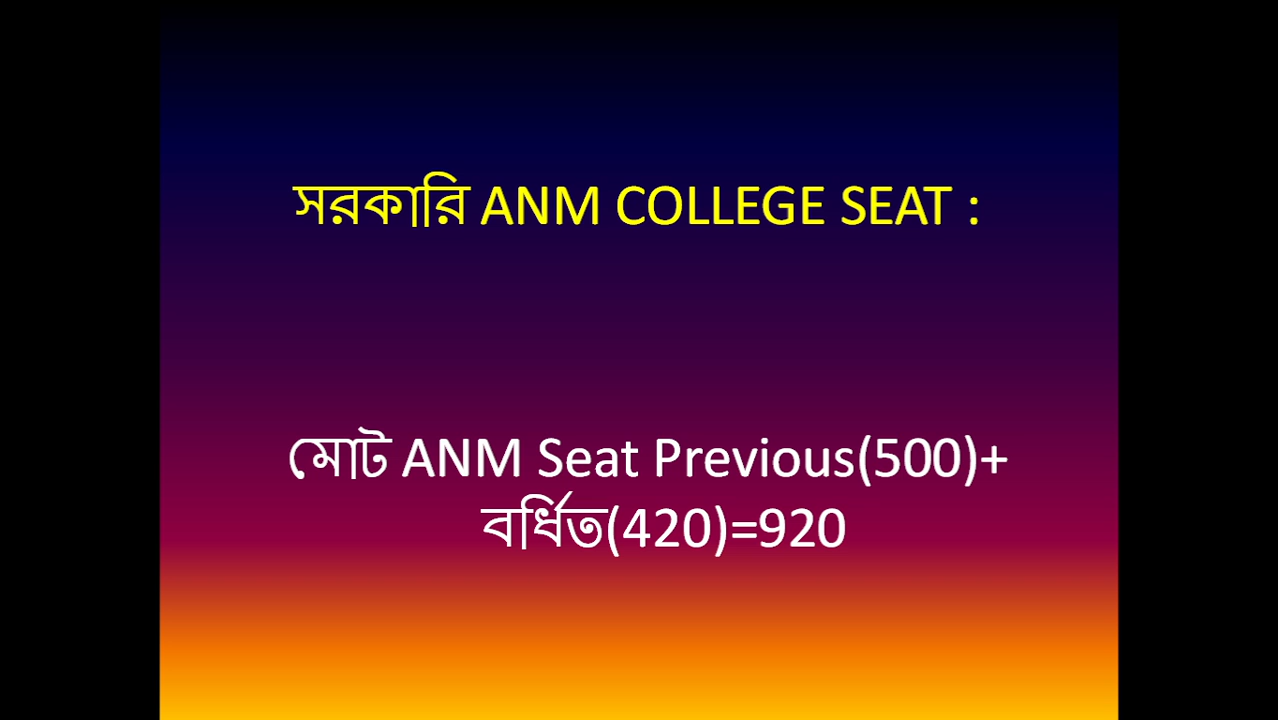 সরকারি ANM COLLEGE SEAT :
মোট ANM Seat Previous(500)+
বর্ধিত(420)=920